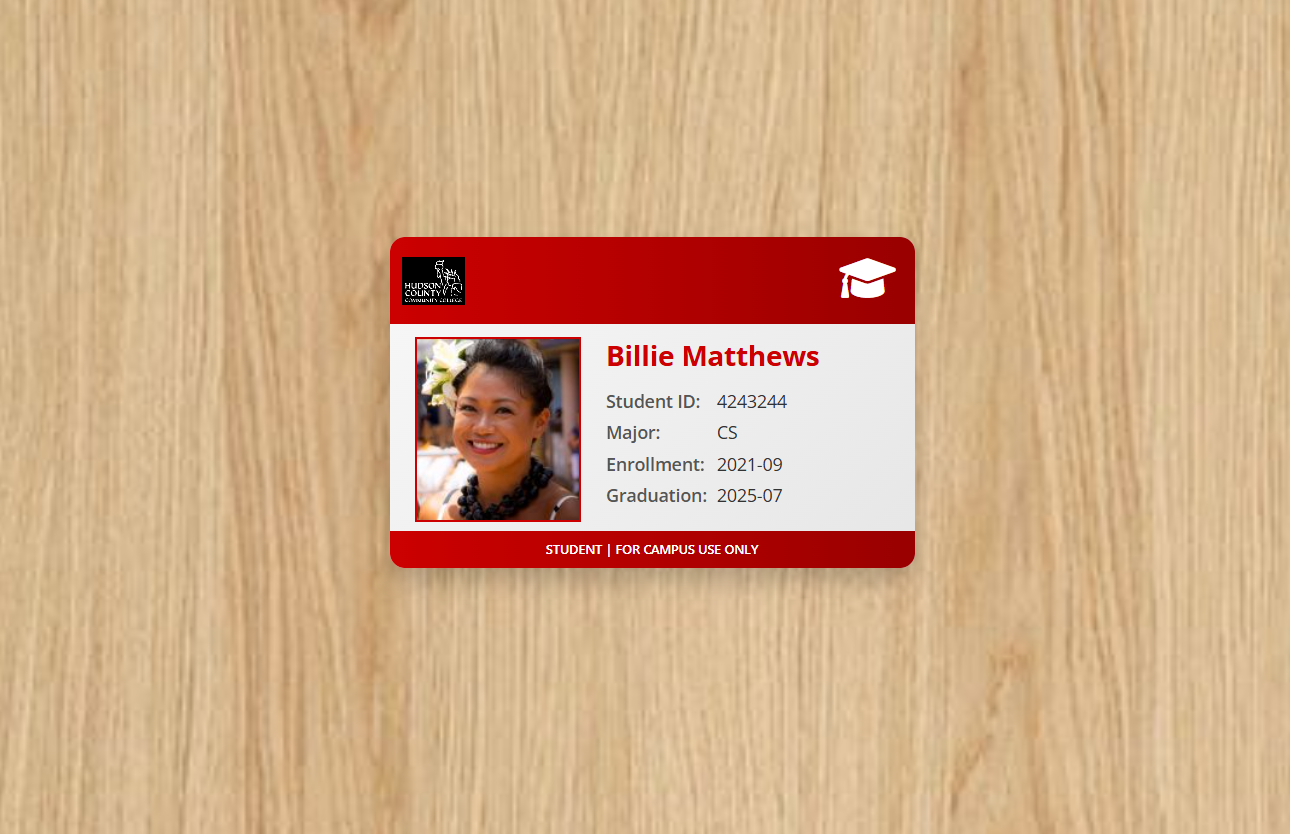 HUDSON
COUNTY
COMMUNITY COLLEGE
Billie Matthews
Student ID: 4243244
Major: CS
Enrollment: 2021-09
Graduation: 2025-07
STUDENT | FOR CAMPUS USE ONLY